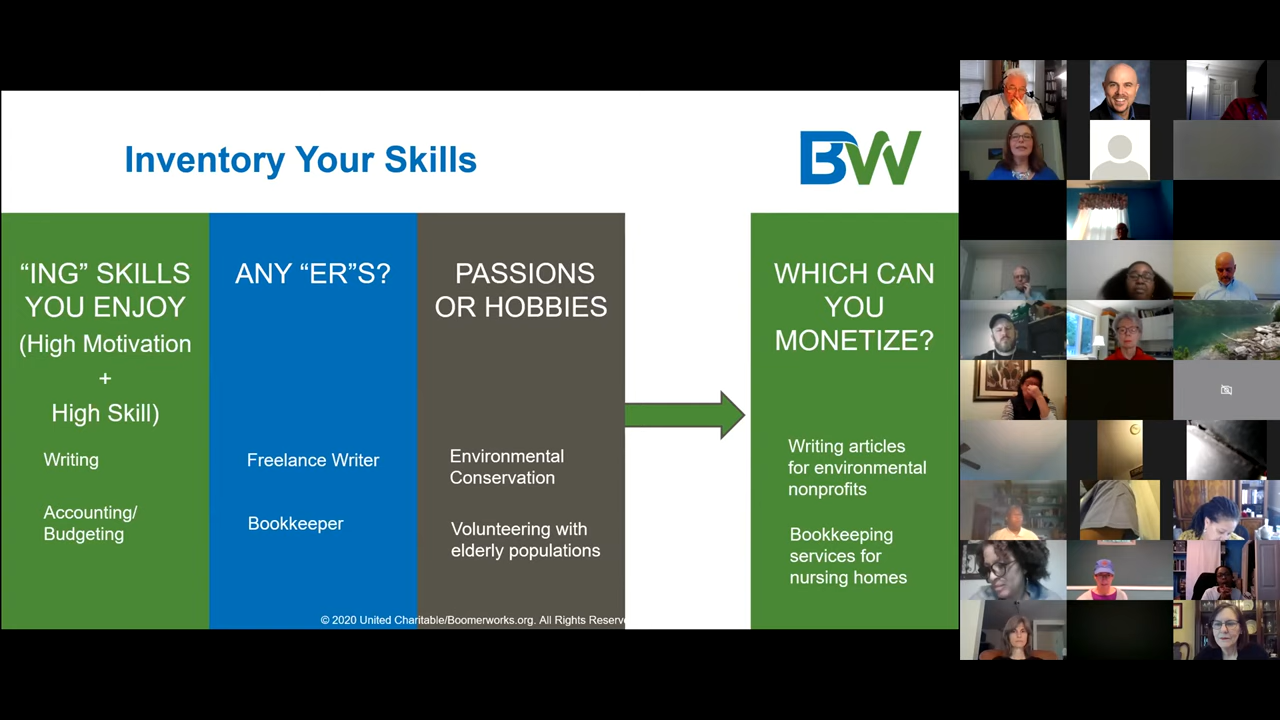 Inventory Your Skills
BW
“ING” SKILLS
YOU ENJOY
(High Motivation
+
High Skill)
Writing
Accounting/
Budgeting
ANY “ER”S?
Freelance Writer
Bookkeeper
PASSIONS
OR HOBBIES
Environmental
Conservation
Volunteering with
elderly populations
WHICH CAN
YOU
MONETIZE?
Writing articles
for environmental
nonprofits
Bookkeeping
services for
nursing homes
© 2020 United Charitable/Boomerworks.org. All Rights Reserve